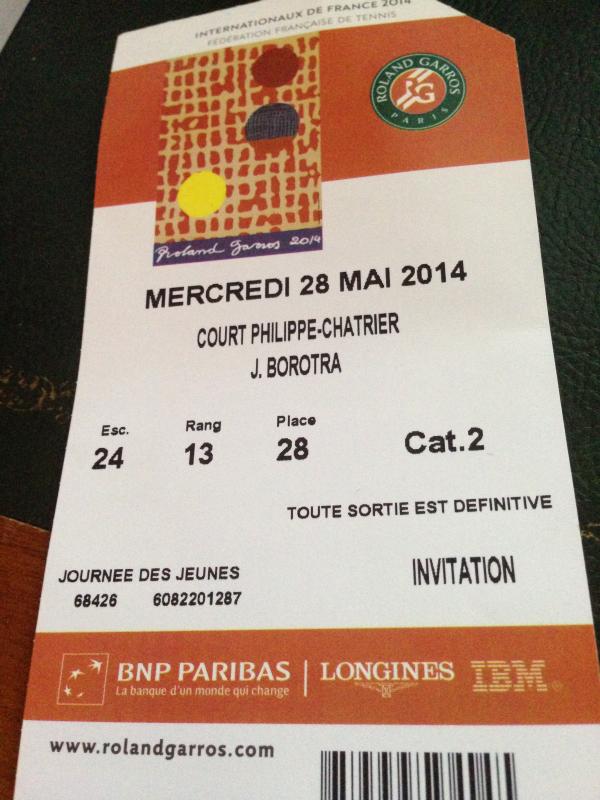 INTERNATIONAUX DE FRANCE 2014
FÉDÉRATION FRANÇAISE DE TENNIS
ROLAND GARROS
RG
PARIS
Roland Garros 2014
MERCREDI 28 MAI 2014
COURT PHILIPPE-CHATRIER
J. BOROTRA
Esc. Rang Place
24 13 28 Cat.2
TOUTE SORTIE EST DEFINITIVE
JOURNEE DES JEUNES INVITATION
68426 6082201287
BNP PARIBAS LONGINES IBM
La banque d'un monde qui change
www.rolandgarros.com